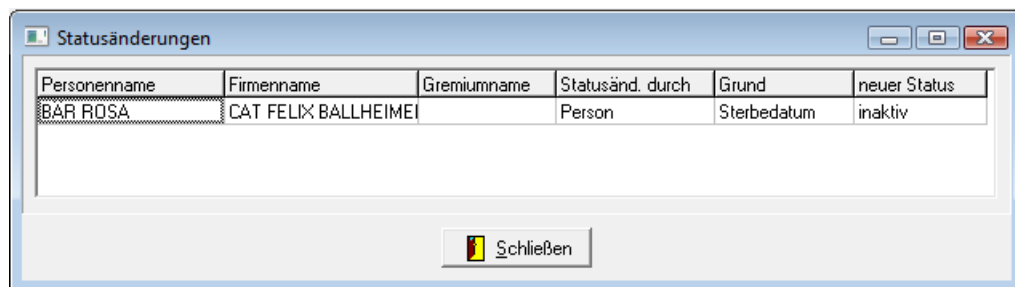 Statusänderungen
Personenname Firmenname Gremiumname Statusänd. durch Grund neuer Status
BAR ROSA CAT FELIX BALLHEIMEI Person Sterbedatum inaktiv
Schließen